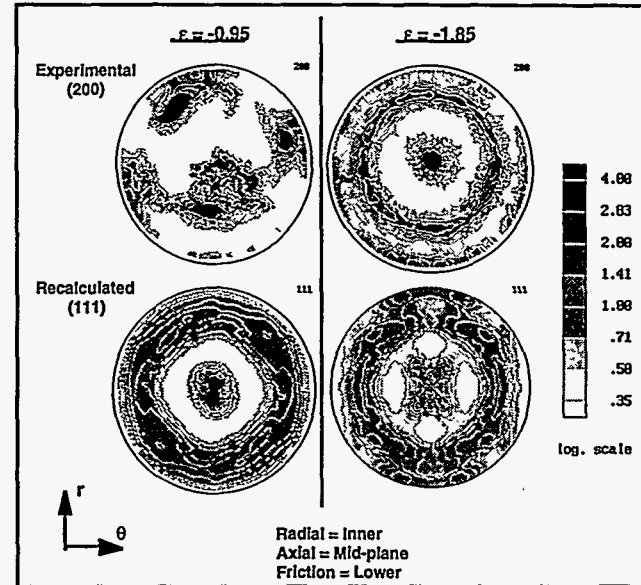 ε = -0.95
ε = -1.85
Experimental
(200)
200
200
Recalculated
(111)
111
111
4.00
2.83
2.00
1.41
1.00
.71
.50
.35
log. scale
r
θ
Radial = Inner
Axial = Mid-plane
Friction = Lower